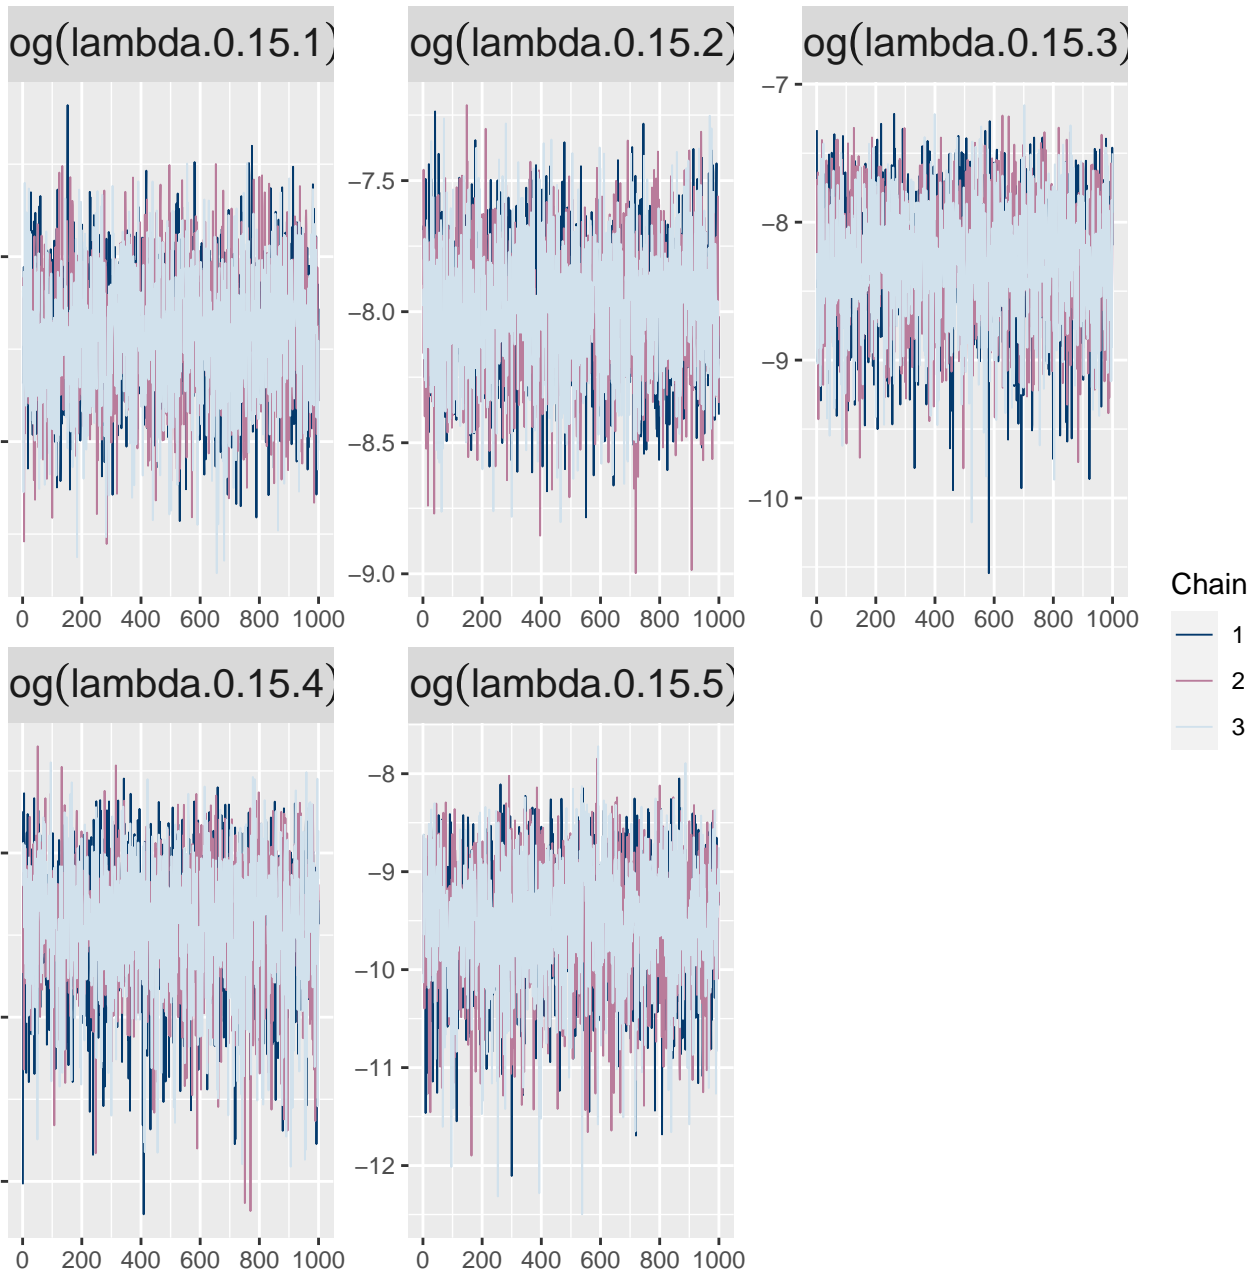 og(lambda.0.15.1)
og(lambda.0.15.2)
og(lambda.0.15.3)
−7.5
−8.0
−8.5
−9.0
−7
−8
−9
−10
0 200 400 600 800 1000
0 200 400 600 800 1000
0 200 400 600 800 1000
og(lambda.0.15.4)
og(lambda.0.15.5)
−8
−9
−10
−11
−12
0 200 400 600 800 1000
0 200 400 600 800 1000
Chain
1
2
3